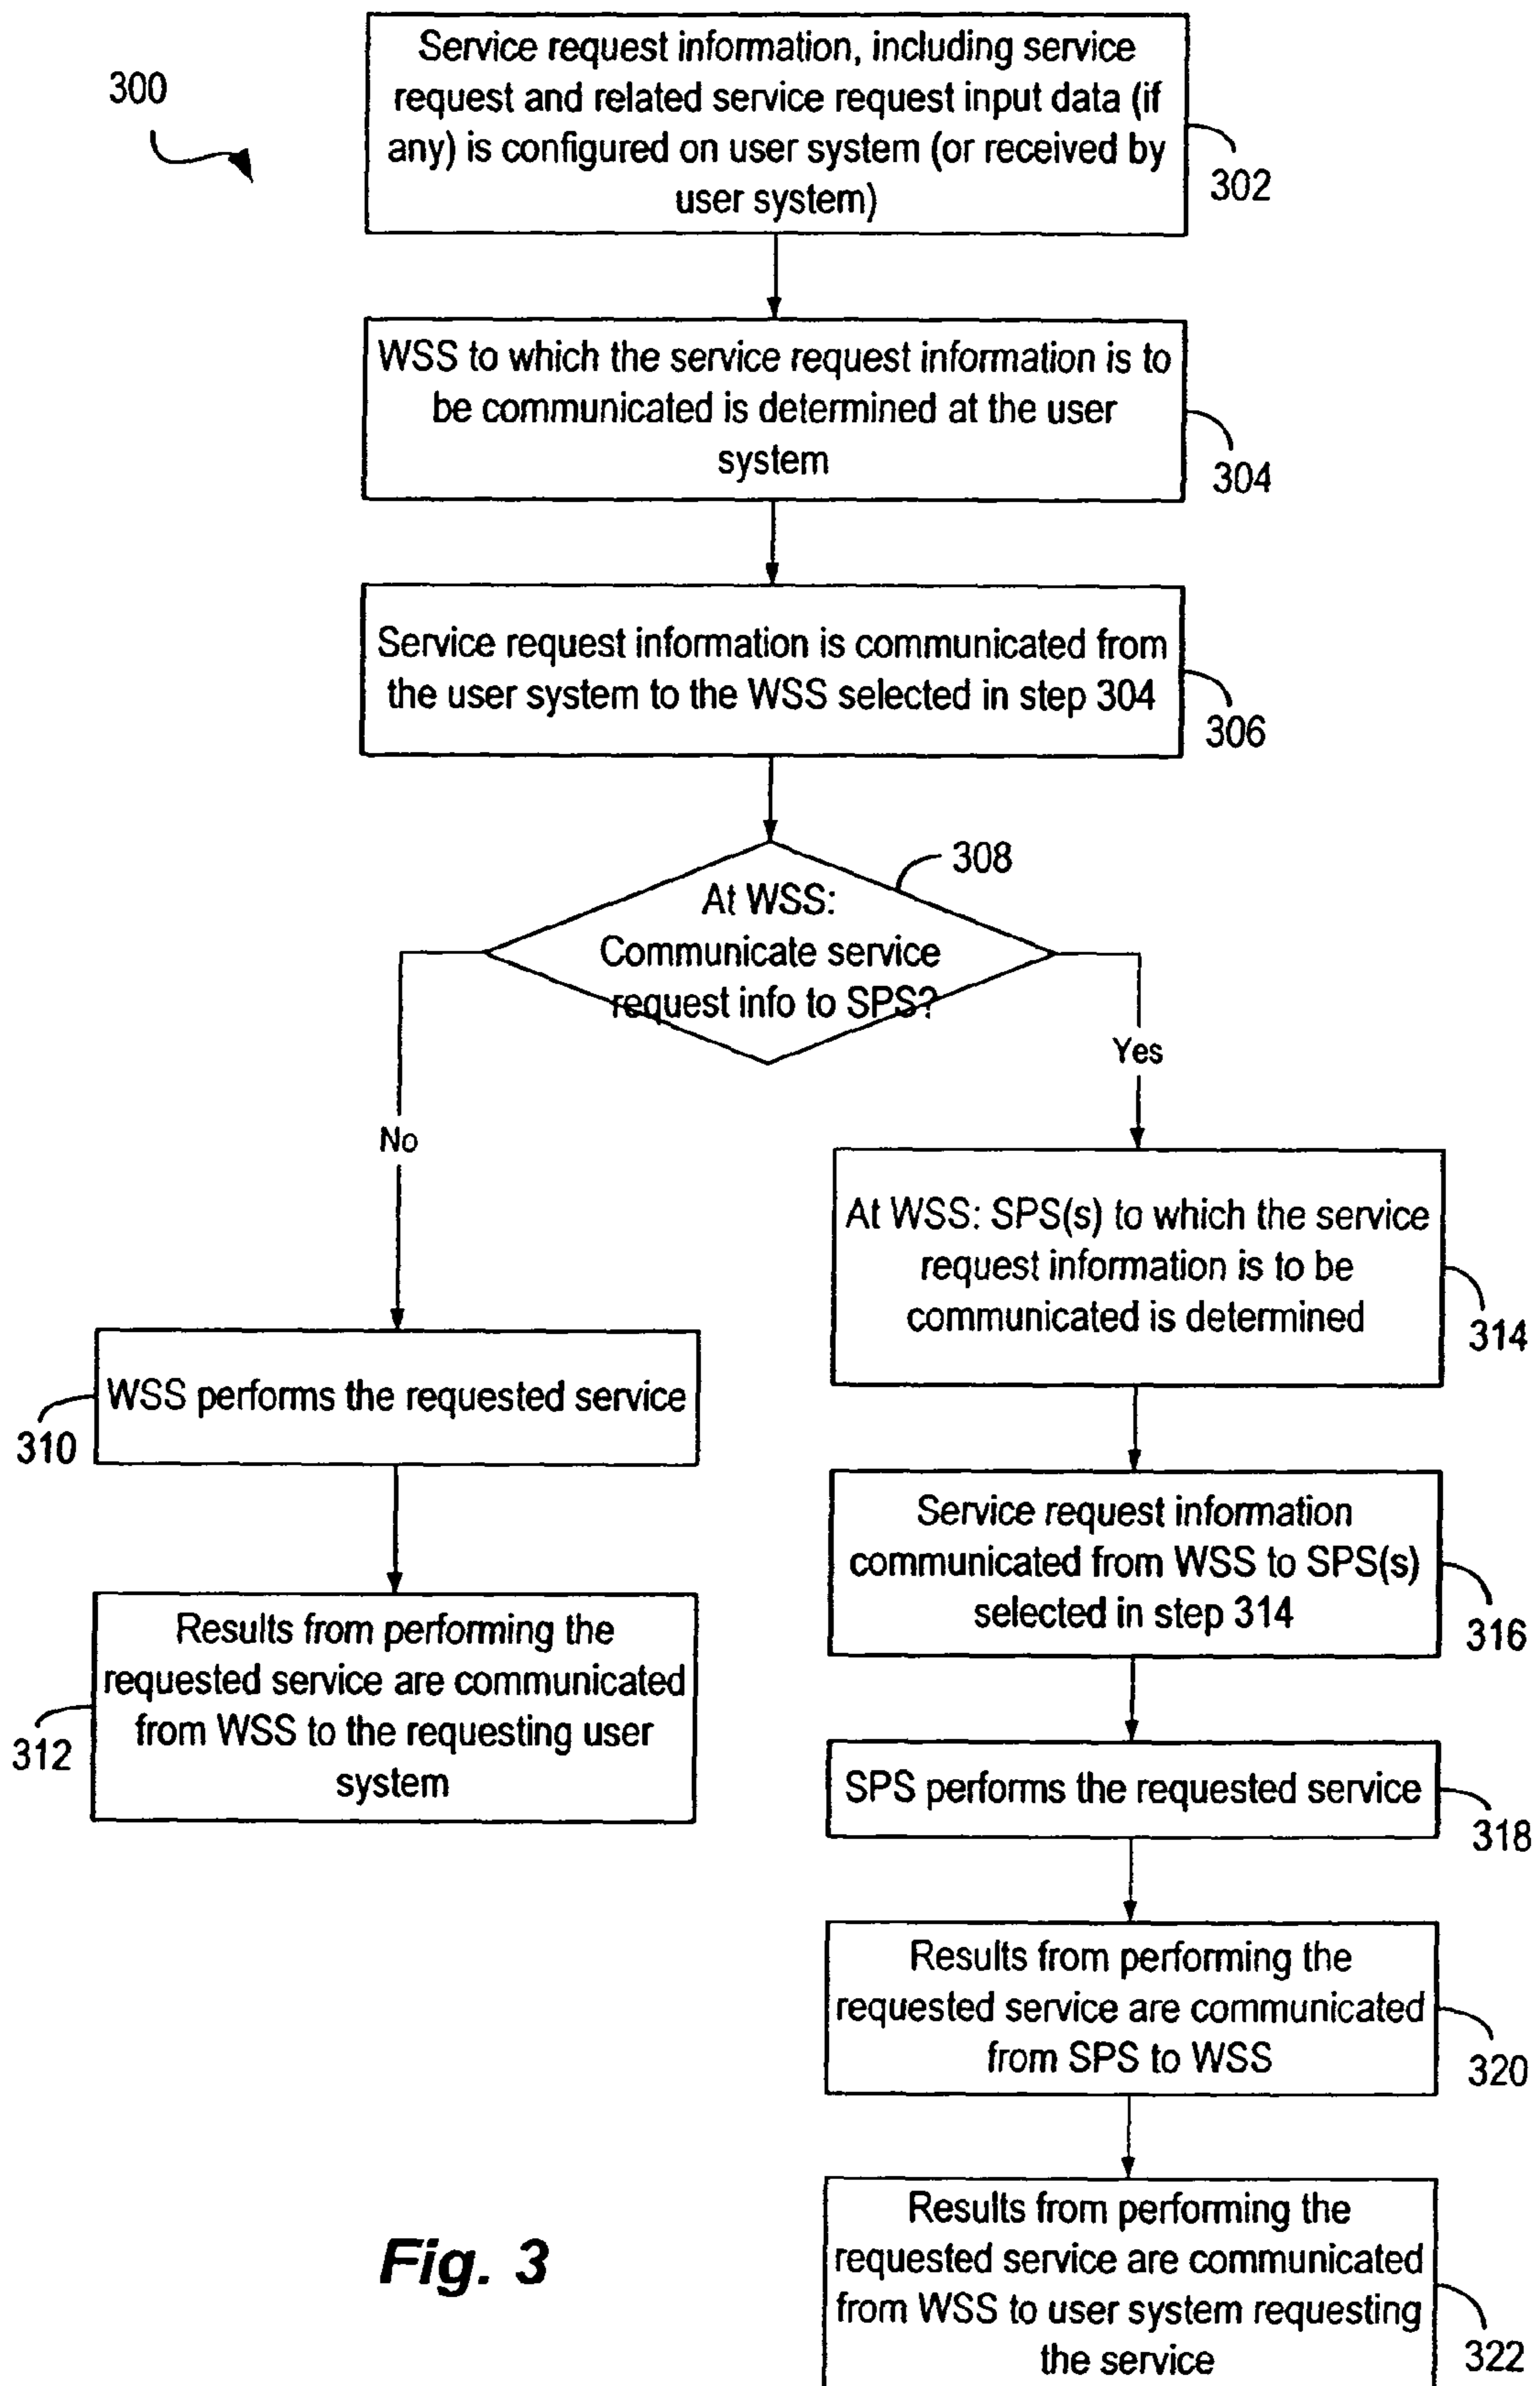 300
Service request information, including service
request and related service request input data (if
any) is configured on user system (or received by
user system)
302
WSS to which the service request information is to
be communicated is determined at the user
system
304
Service request information is communicated from
the user system to the WSS selected in step 304
306
308
At WSS:
Communicate service
request info to SPS?
No
Yes
WSS performs the requested service
310
Results from performing the
requested service are communicated
from WSS to the requesting user
system
312
At WSS: SPS(s) to which the service
request information is to be
communicated is determined
314
Service request information
communicated from WSS to SPS(s)
selected in step 314
316
SPS performs the requested service
318
Results from performing the
requested service are communicated
from SPS to WSS
320
Results from performing the
requested service are communicated
from WSS to user system requesting
the service
322
Fig. 3